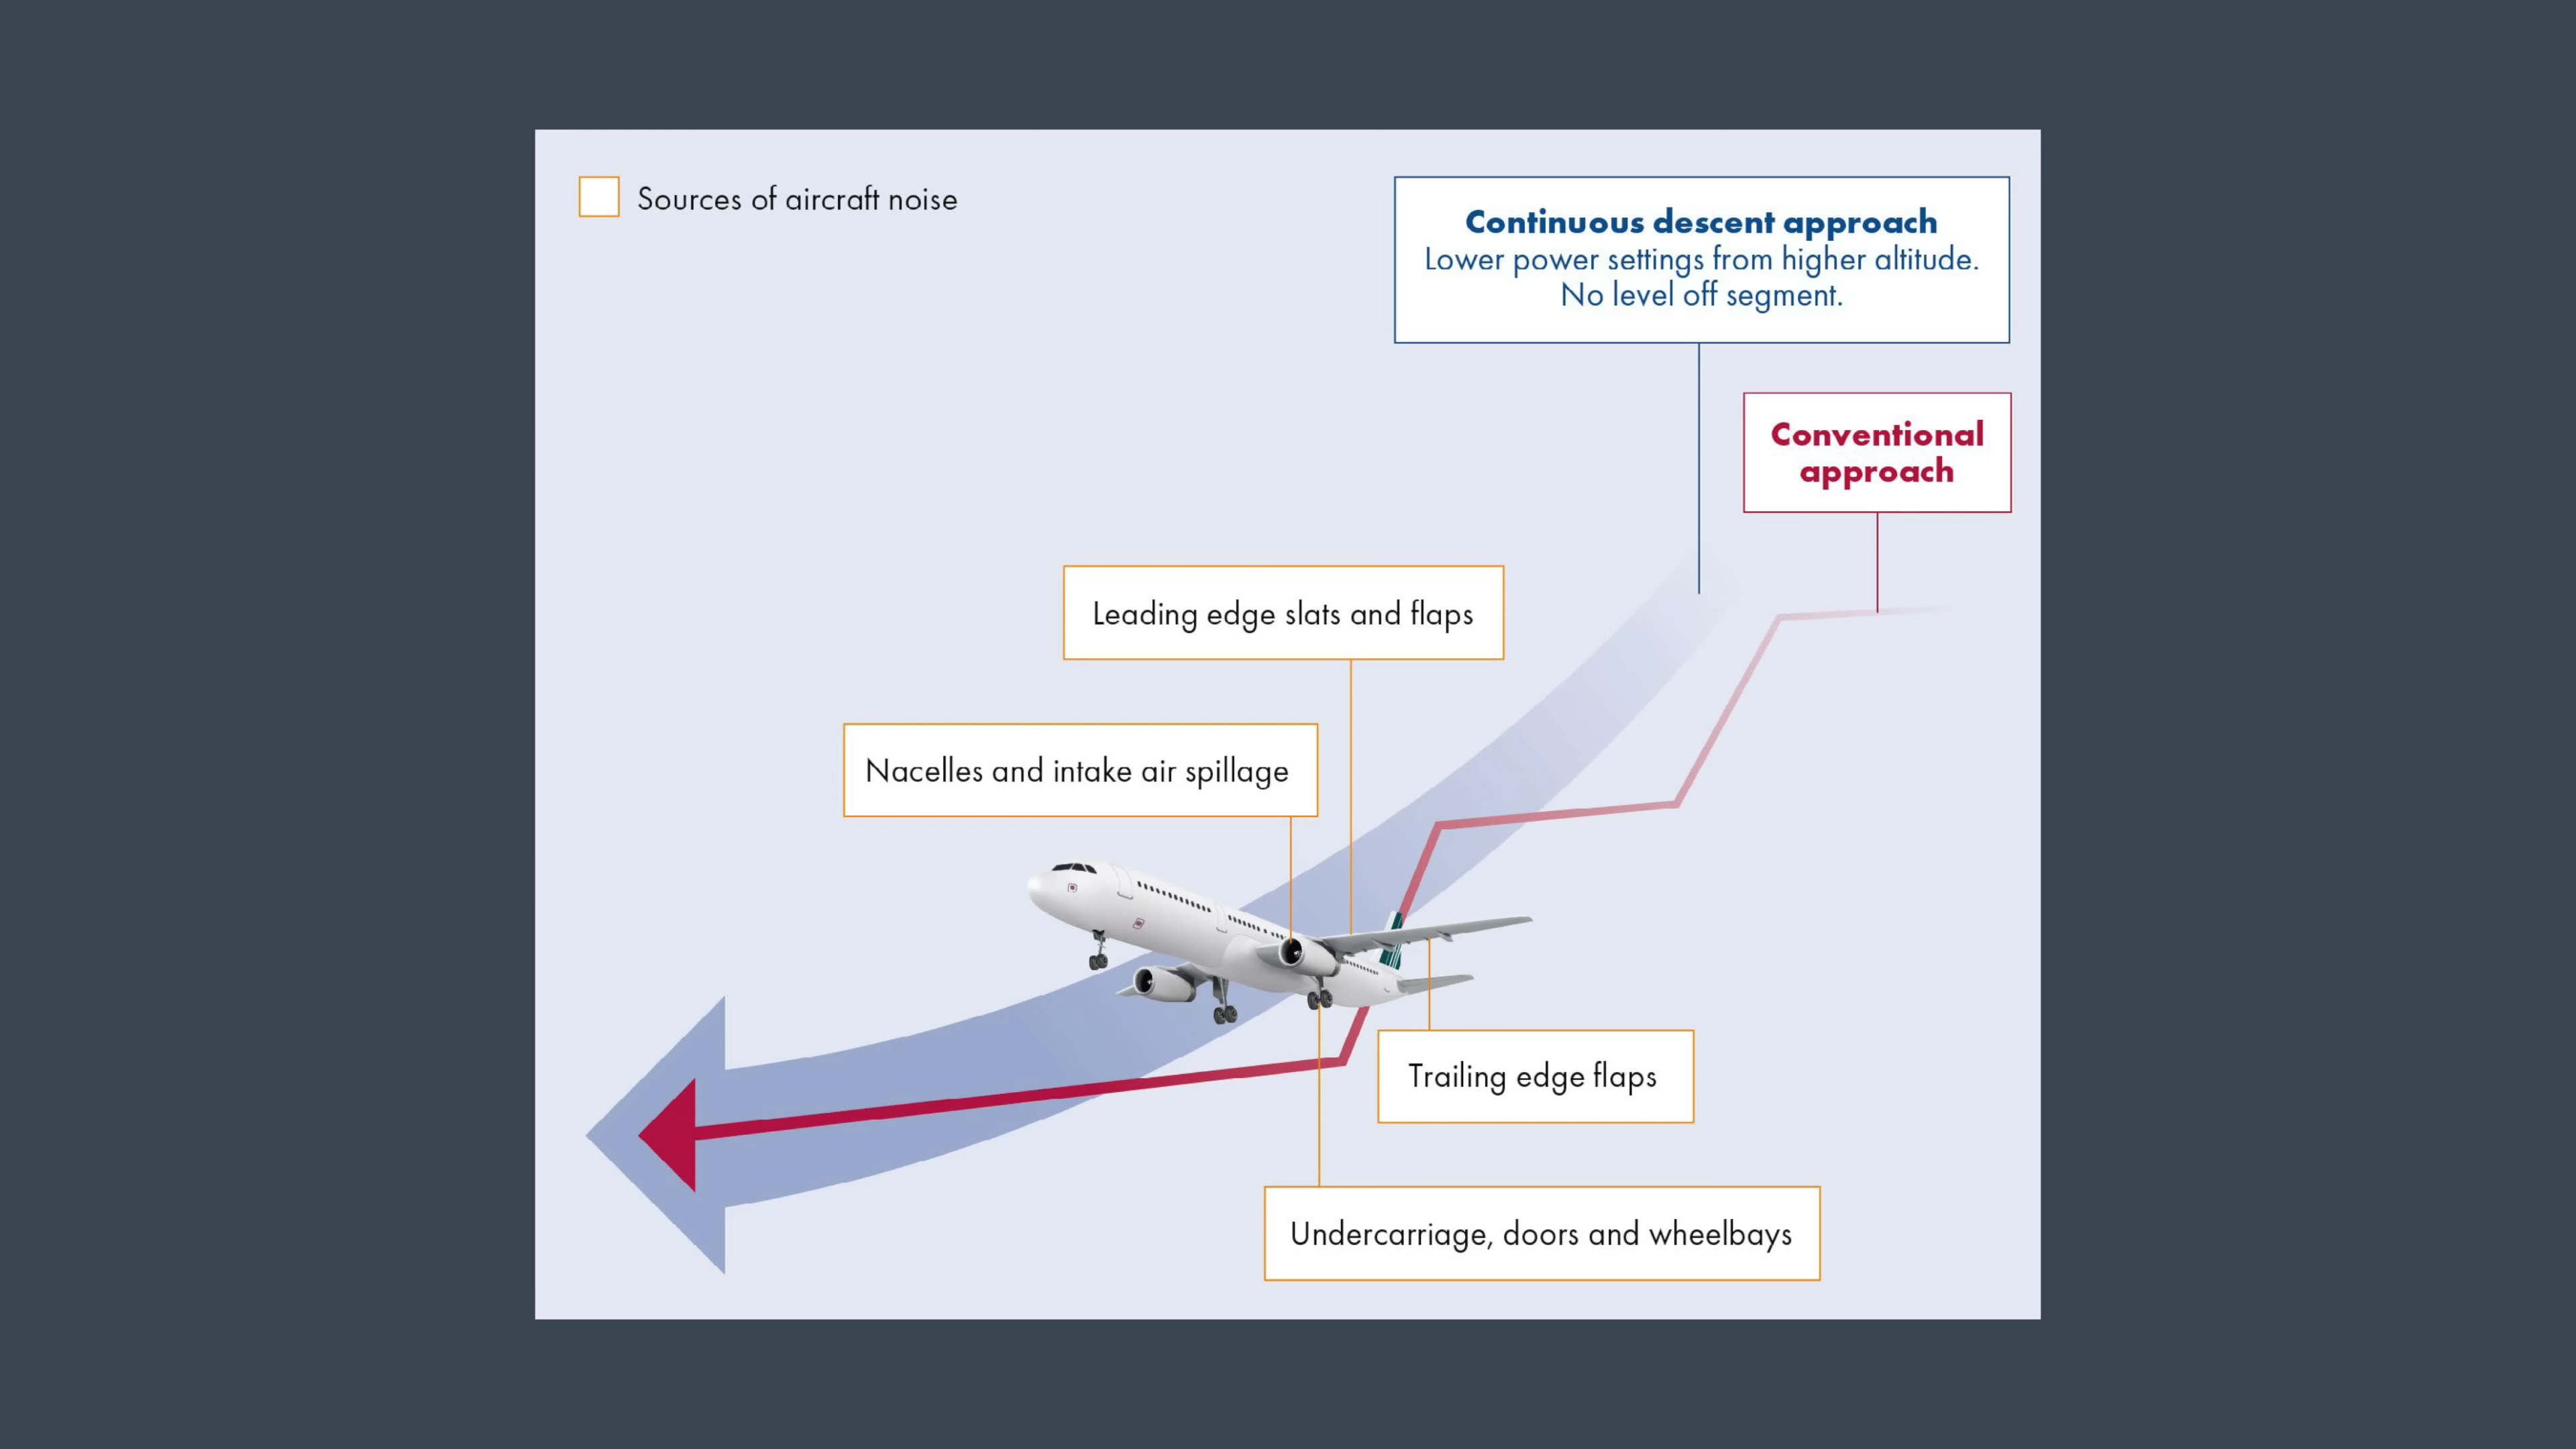 Sources of aircraft noise
Continuous descent approach
Lower power settings from higher altitude.
No level off segment.
Conventional
approach
Leading edge slats and flaps
Nacelles and intake air spillage
Trailing edge flaps
Undercarriage, doors and wheelbays